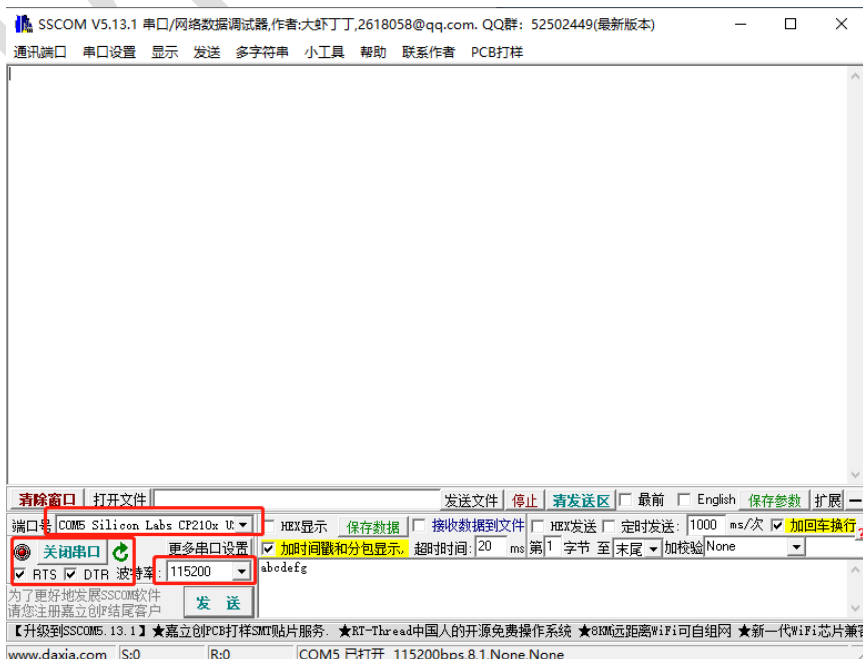 SSCOM V5.13.1 串口/网络数据调试器,作者:大虾丁丁,2618058@qq.com. QQ群: 52502449(最新版本)
通讯端口 串口设置 显示 发送 多字符串 小工具 帮助 联系作者 PCB打样
清除窗口 打开文件 发送文件 停止 清发送区 最前 English 保存参数 扩展 —
端口号 COM5 Silicon Labs CP210x U HEX显示 保存数据 接收数据到文件 HEX发送 定时发送: 1000 ms/次 加回车换行
关闭串口 更多串口设置 加时间戳和分包显示, 超时时间: 20 ms 第 1 字节 至 末尾 加校验 None
RTS DTR 波特率: 115200 abcdefg
为了更好地发展SSCOM软件
请您注册嘉立创F结尾客户
发 送
【升级到SSCOM5.13.1】★嘉立创PCB打样SMT贴片服务. ★RT-Thread中国人的开源免费操作系统 ★8KM远距离WiFi可自组网 ★新一代WiFi芯片兼
www.daxia.com S:0 R:0 COM5 已打开 115200bps,8,1,None,None